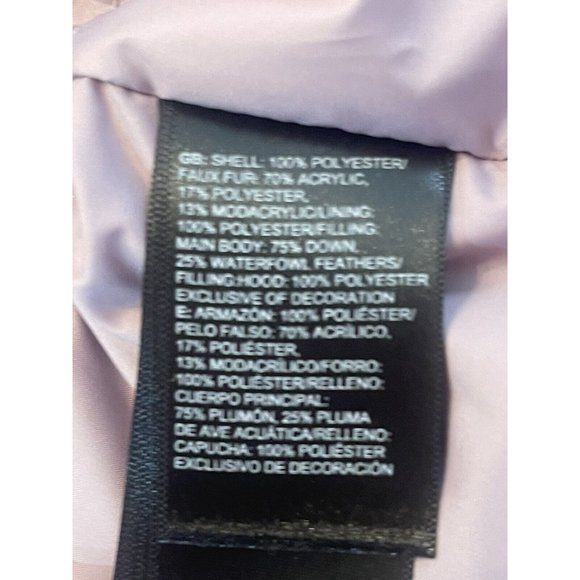 GB: SHELL: 100% POLYESTER/
FAUX FUR: 70% ACRYLIC,
17% POLYESTER,
13% MODACRYLIC/LINING:
100% POLYESTER/FILLING:
MAIN BODY: 75% DOWN,
25% WATERFOWL FEATHERS/
FILLING:HOOD: 100% POLYESTER
EXCLUSIVE OF DECORATION
E: ARMAZÓN: 100% POLIÉSTER/
PELO FALSO: 70% ACRÍLICO,
17% POLIÉSTER,
13% MODACRÍLICO/FORRO:
100% POLIÉSTER/RELLENO:
CUERPO PRINCIPAL:
75% PLUMÓN, 25% PLUMA
DE AVE ACUÁTICA/RELLENO:
CAPUCHA: 100% POLIÉSTER
EXCLUSIVO DE DECORACIÓN